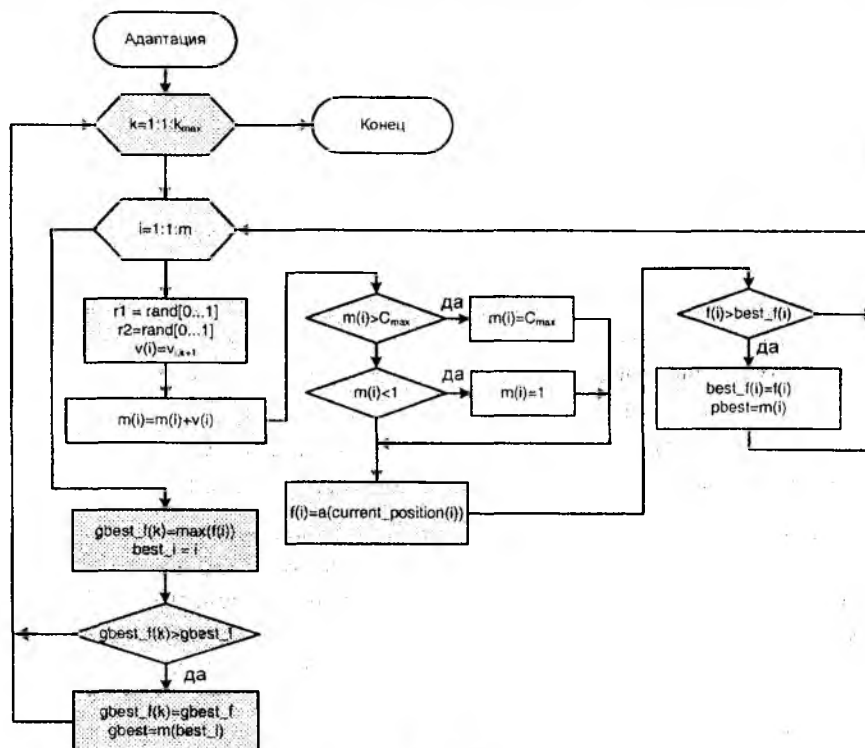 Адаптация
k=1:1:kmax
Конец
i=1:1:m
r1 = rand[0...1]
r2=rand[0...1]
v(i)=vi,k+1
m(i)=m(i)+v(i)
m(i)>Cmax
да
m(i)=Cmax
m(i)<1
да
m(i)=1
f(i)=a(current_position(i))
f(i)>best_f(i)
да
best_f(i)=f(i)
pbest=m(i)
gbest_f(k)=max(f(i))
best_i = i
gbest_f(k)>gbest_f
да
gbest_f(k)=gbest_f
gbest=m(best_i)